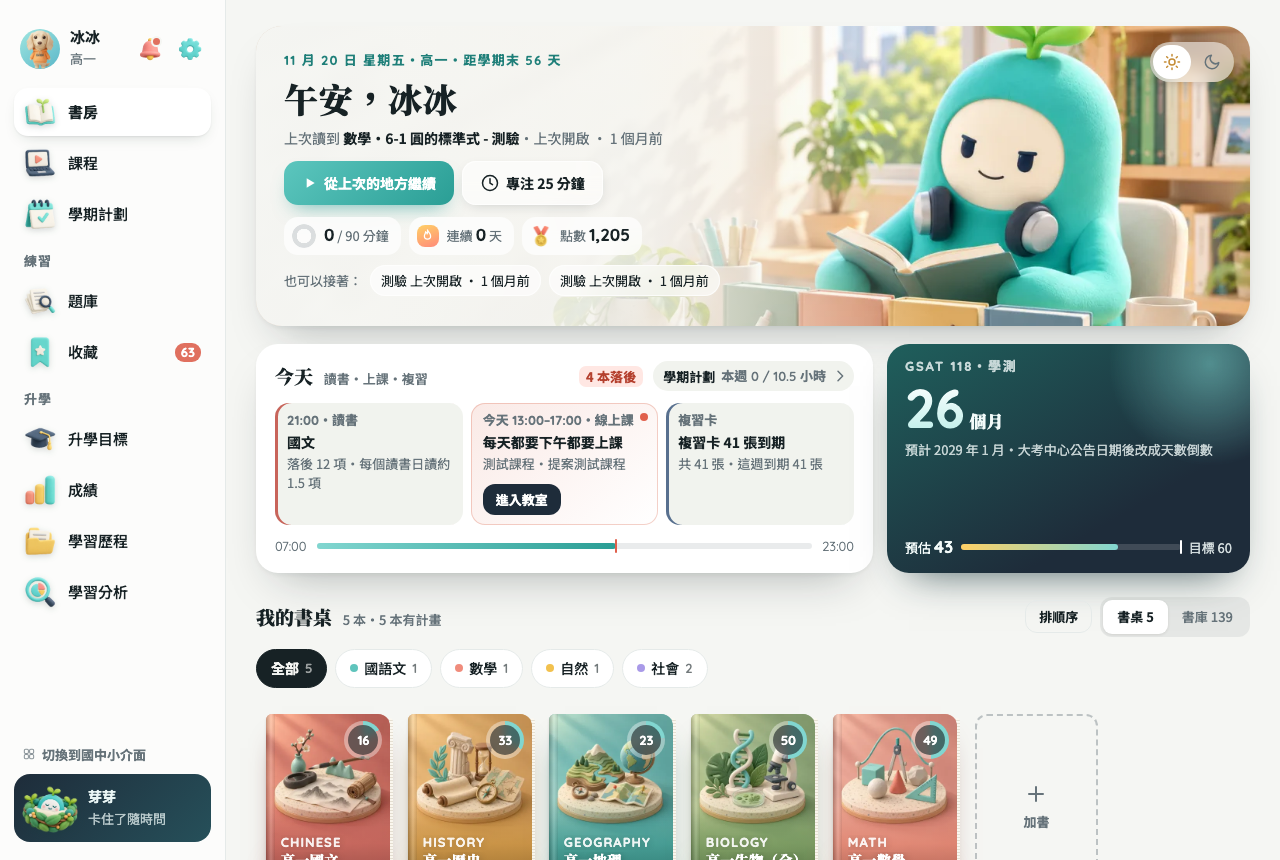 冰冰
高一
書房
課程
學期計劃
練習
題庫
收藏 63
升學
升學目標
成績
學習歷程
學習分析
切換到國中小介面
芽芽
卡住了隨時問
11 月 20 日 星期五・高一・距學期末 56 天
午安，冰冰
上次讀到 數學・6-1 圓的標準式 - 測驗・上次開啟 ・ 1 個月前
從上次的地方繼續 專注 25 分鐘
0 / 90 分鐘 連續 0 天 點數 1,205
也可以接著： 測驗 上次開啟 ・ 1 個月前 測驗 上次開啟 ・ 1 個月前
今天 讀書・上課・複習 4 本落後 學期計劃 本週 0 / 10.5 小時
21:00・讀書
國文
落後 12 項・每個讀書日讀約
1.5 項
今天 13:00–17:00・線上課
每天都要下午都要上課
測試課程・提案測試課程
進入教室
複習卡
複習卡 41 張到期
共 41 張・這週到期 41 張
07:00 23:00
GSAT 118・學測
26 個月
預計 2029 年 1 月・大考中心公告日期後改成天數倒數
預估 43 目標 60
我的書桌 5 本・5 本有計畫 排順序 書桌 5 書庫 139
全部 5 國語文 1 數學 1 自然 1 社會 2
16 33 23 50 49
CHINESE HISTORY GEOGRAPHY BIOLOGY MATH
加書